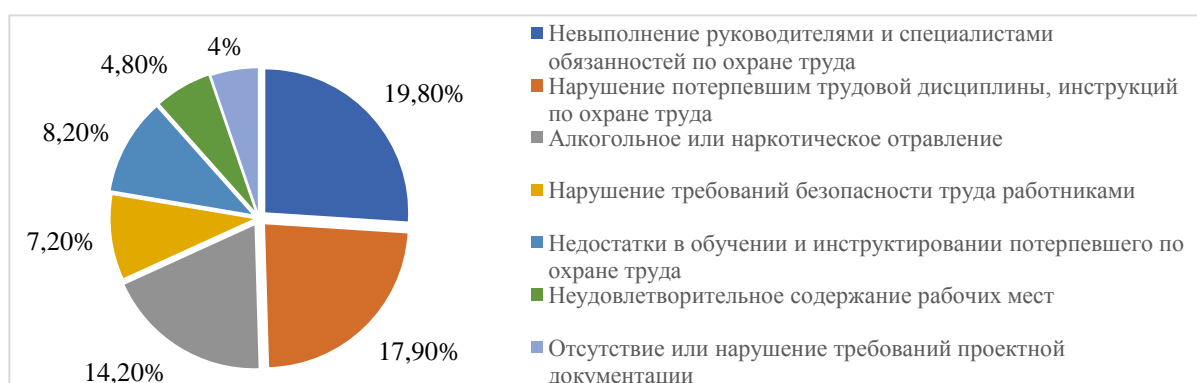 4%
4,80%
8,20%
7,20%
14,20%
17,90%
19,80%
Невыполнение руководителями и специалистами
обязанностей по охране труда
Нарушение потерпевшим трудовой дисциплины, инструкций
по охране труда
Алкогольное или наркотическое отравление
Нарушение требований безопасности труда работниками
Недостатки в обучении и инструктировании потерпевшего по
охране труда
Неудовлетворительное содержание рабочих мест
Отсутствие или нарушение требований проектной
документации